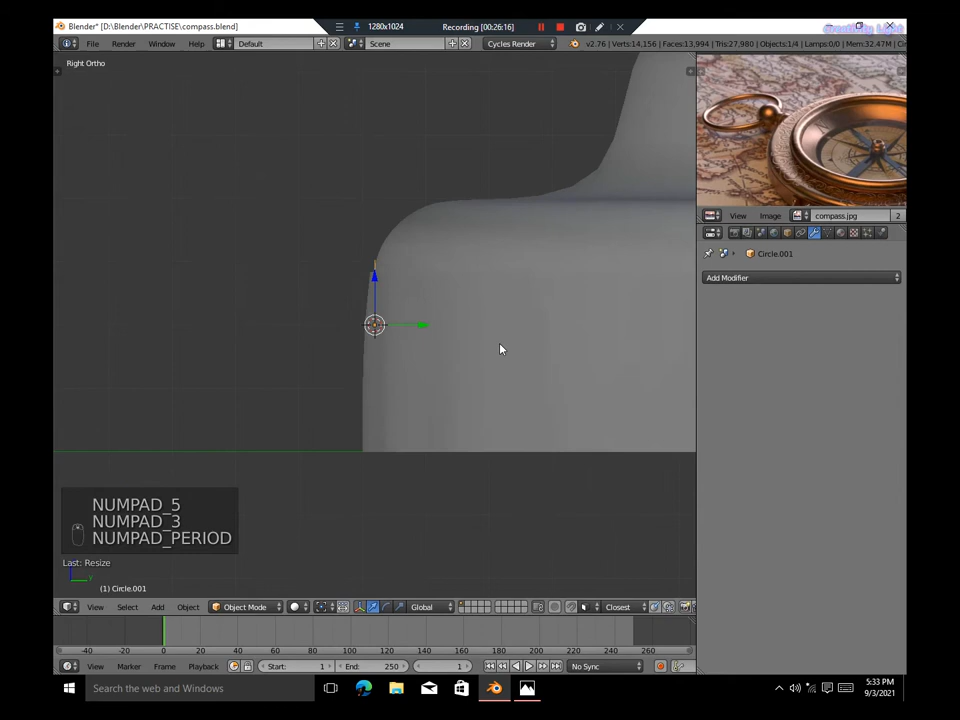 Blender* [D:\Blender\PRACTISE\compass.blend]
1280x1024
Recording [00:26:16]
Creativity Light
File
Render
Window
Help
Default
Scene
Cycles Render
v2.76 | Verts:14,156 | Faces:13,994 | Tris:27,980 | Objects:1/4 | Lamps:0/0 | Mem:32.47M | Cir
Right Ortho
View
Image
compass.jpg
2
Circle.001
Add Modifier
NUMPAD_5
NUMPAD_3
NUMPAD_PERIOD
Last: Resize
y
(1) Circle.001
View
Select
Add
Object
Object Mode
Global
Closest
-40
-20
0
20
40
60
80
100
120
140
160
180
200
220
240
260
View
Marker
Frame
Playback
Start:
1
End:
250
1
No Sync
Search the web and Windows
5:33 PM
9/3/2021